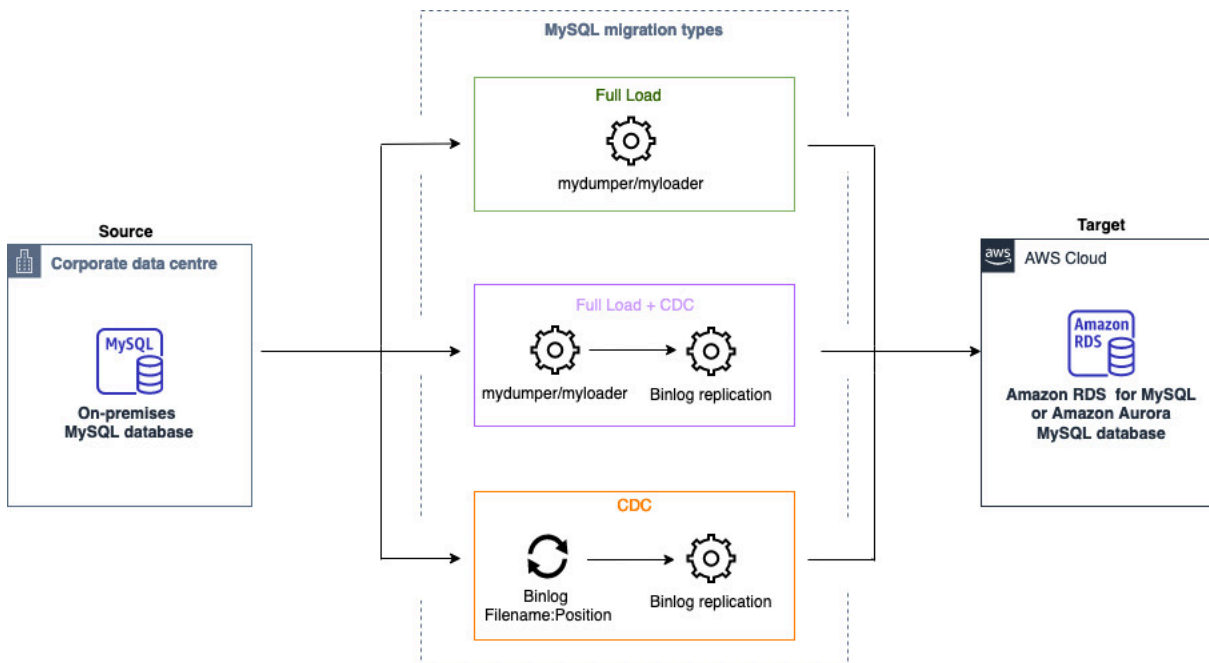 MySQL migration types
Full Load
mydumper/myloader
Source
Corporate data centre
MySQL
On-premises
MySQL database
Full Load + CDC
mydumper/myloader
Binlog replication
CDC
Binlog
Filename:Position
Binlog replication
Target
aws
AWS Cloud
Amazon
RDS
Amazon RDS for MySQL
or Amazon Aurora
MySQL database